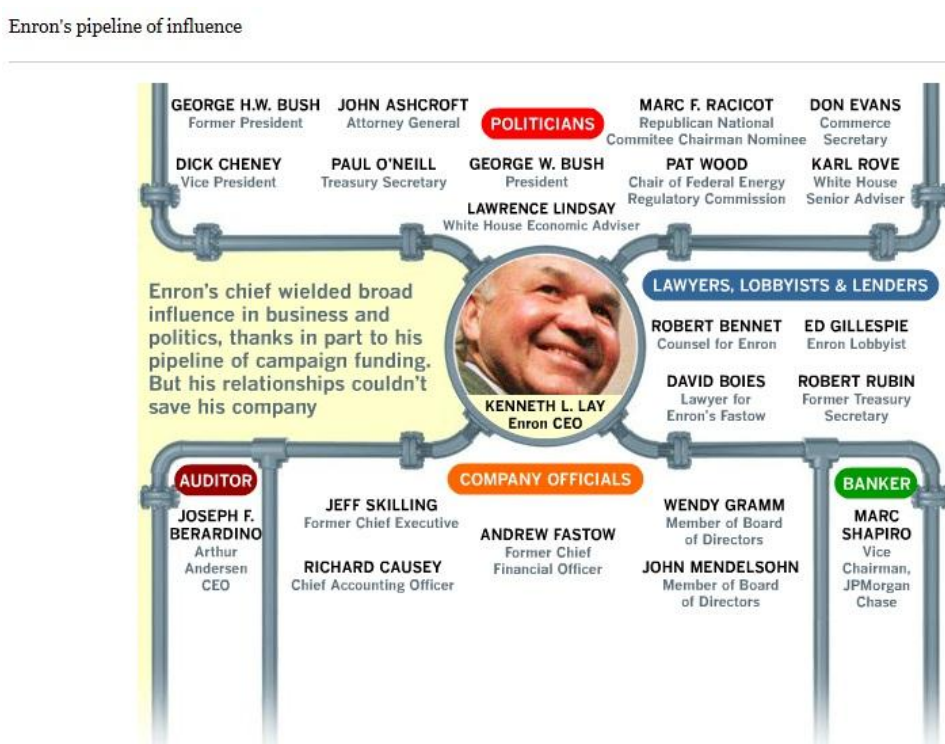 Enron's pipeline of influence
GEORGE H.W. BUSH
Former President
JOHN ASHCROFT
Attorney General
POLITICIANS
MARC F. RACICOT
Republican National
Commitee Chairman Nominee
DON EVANS
Commerce
Secretary
DICK CHENEY
Vice President
PAUL O'NEILL
Treasury Secretary
GEORGE W. BUSH
President
PAT WOOD
Chair of Federal Energy
Regulatory Commission
KARL ROVE
White House
Senior Adviser
LAWRENCE LINDSAY
White House Economic Adviser
Enron's chief wielded broad
influence in business and
politics, thanks in part to his
pipeline of campaign funding.
But his relationships couldn't
save his company
KENNETH L. LAY
Enron CEO
LAWYERS, LOBBYISTS & LENDERS
ROBERT BENNET
Counsel for Enron
ED GILLESPIE
Enron Lobbyist
DAVID BOIES
Lawyer for
Enron's Fastow
ROBERT RUBIN
Former Treasury
Secretary
AUDITOR
JOSEPH F.
BERARDINO
Arthur
Andersen
CEO
COMPANY OFFICIALS
JEFF SKILLING
Former Chief Executive
RICHARD CAUSEY
Chief Accounting Officer
ANDREW FASTOW
Former Chief
Financial Officer
WENDY GRAMM
Member of Board
of Directors
JOHN MENDELSOHN
Member of Board
of Directors
BANKER
MARC
SHAPIRO
Vice
Chairman,
JPMorgan
Chase